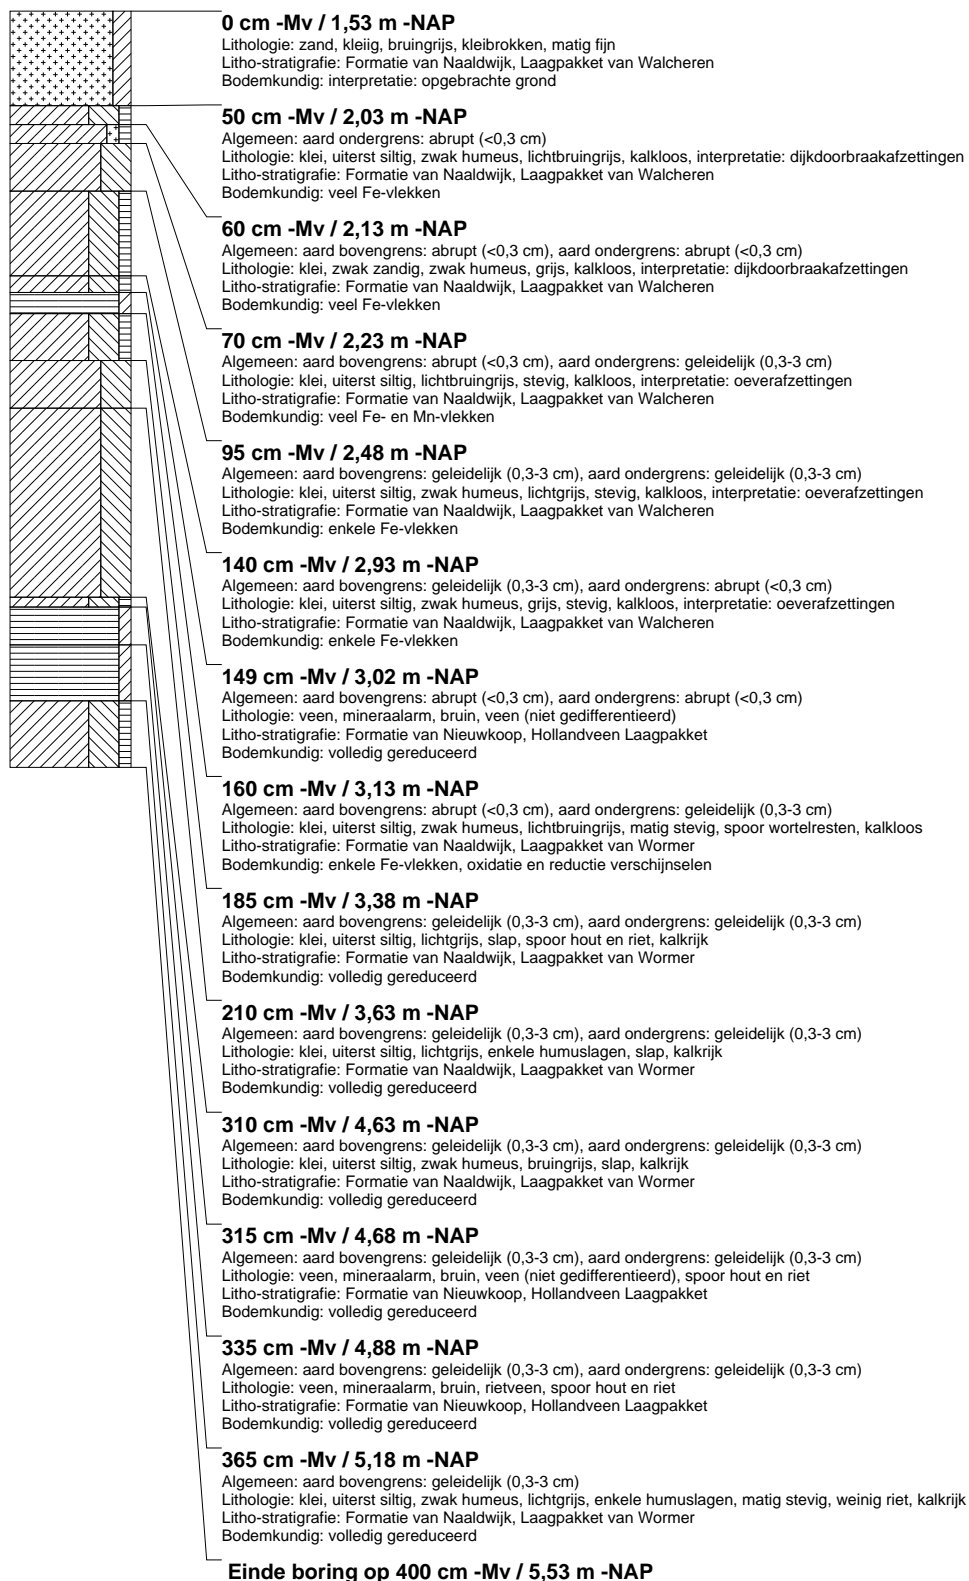 0 cm -Mv / 1,53 m -NAP
Lithologie: zand, kleiig, bruingrijs, kleibrokken, matig fijn
Litho-stratigrafie: Formatie van Naaldwijk, Laagpakket van Walcheren
Bodemkundig: interpretatie: opgebrachte grond
50 cm -Mv / 2,03 m -NAP
Algemeen: aard ondergrens: abrupt (<0,3 cm)
Lithologie: klei, uiterst siltig, zwak humeus, lichtbruingrijs, kalkloos, interpretatie: dijkdoorbraakafzettingen
Litho-stratigrafie: Formatie van Naaldwijk, Laagpakket van Walcheren
Bodemkundig: veel Fe-vlekken
60 cm -Mv / 2,13 m -NAP
Algemeen: aard bovengrens: abrupt (<0,3 cm), aard ondergrens: abrupt (<0,3 cm)
Lithologie: klei, zwak zandig, zwak humeus, grijs, kalkloos, interpretatie: dijkdoorbraakafzettingen
Litho-stratigrafie: Formatie van Naaldwijk, Laagpakket van Walcheren
Bodemkundig: veel Fe-vlekken
70 cm -Mv / 2,23 m -NAP
Algemeen: aard bovengrens: abrupt (<0,3 cm), aard ondergrens: geleidelijk (0,3-3 cm)
Lithologie: klei, uiterst siltig, lichtbruingrijs, stevig, kalkloos, interpretatie: oeverafzettingen
Litho-stratigrafie: Formatie van Naaldwijk, Laagpakket van Walcheren
Bodemkundig: veel Fe- en Mn-vlekken
95 cm -Mv / 2,48 m -NAP
Algemeen: aard bovengrens: geleidelijk (0,3-3 cm), aard ondergrens: geleidelijk (0,3-3 cm)
Lithologie: klei, uiterst siltig, zwak humeus, lichtgrijs, stevig, kalkloos, interpretatie: oeverafzettingen
Litho-stratigrafie: Formatie van Naaldwijk, Laagpakket van Walcheren
Bodemkundig: enkele Fe-vlekken
140 cm -Mv / 2,93 m -NAP
Algemeen: aard bovengrens: geleidelijk (0,3-3 cm), aard ondergrens: abrupt (<0,3 cm)
Lithologie: klei, uiterst siltig, zwak humeus, grijs, stevig, kalkloos, interpretatie: oeverafzettingen
Litho-stratigrafie: Formatie van Naaldwijk, Laagpakket van Walcheren
Bodemkundig: enkele Fe-vlekken
149 cm -Mv / 3,02 m -NAP
Algemeen: aard bovengrens: abrupt (<0,3 cm), aard ondergrens: abrupt (<0,3 cm)
Lithologie: veen, mineraalarm, bruin, veen (niet gedifferentieerd)
Litho-stratigrafie: Formatie van Nieuwkoop, Hollandveen Laagpakket
Bodemkundig: volledig gereduceerd
160 cm -Mv / 3,13 m -NAP
Algemeen: aard bovengrens: abrupt (<0,3 cm), aard ondergrens: geleidelijk (0,3-3 cm)
Lithologie: klei, uiterst siltig, zwak humeus, lichtbruingrijs, matig stevig, spoor wortelresten, kalkloos
Litho-stratigrafie: Formatie van Naaldwijk, Laagpakket van Wormer
Bodemkundig: enkele Fe-vlekken, oxidatie en reductie verschijnselen
185 cm -Mv / 3,38 m -NAP
Algemeen: aard bovengrens: geleidelijk (0,3-3 cm), aard ondergrens: geleidelijk (0,3-3 cm)
Lithologie: klei, uiterst siltig, lichtgrijs, slap, spoor hout en riet, kalkrijk
Litho-stratigrafie: Formatie van Naaldwijk, Laagpakket van Wormer
Bodemkundig: volledig gereduceerd
210 cm -Mv / 3,63 m -NAP
Algemeen: aard bovengrens: geleidelijk (0,3-3 cm), aard ondergrens: geleidelijk (0,3-3 cm)
Lithologie: klei, uiterst siltig, lichtgrijs, enkele humuslagen, slap, kalkrijk
Litho-stratigrafie: Formatie van Naaldwijk, Laagpakket van Wormer
Bodemkundig: volledig gereduceerd
310 cm -Mv / 4,63 m -NAP
Algemeen: aard bovengrens: geleidelijk (0,3-3 cm), aard ondergrens: geleidelijk (0,3-3 cm)
Lithologie: klei, uiterst siltig, zwak humeus, bruingrijs, slap, kalkrijk
Litho-stratigrafie: Formatie van Naaldwijk, Laagpakket van Wormer
Bodemkundig: volledig gereduceerd
315 cm -Mv / 4,68 m -NAP
Algemeen: aard bovengrens: geleidelijk (0,3-3 cm), aard ondergrens: geleidelijk (0,3-3 cm)
Lithologie: veen, mineraalarm, bruin, veen (niet gedifferentieerd), spoor hout en riet
Litho-stratigrafie: Formatie van Nieuwkoop, Hollandveen Laagpakket
Bodemkundig: volledig gereduceerd
335 cm -Mv / 4,88 m -NAP
Algemeen: aard bovengrens: geleidelijk (0,3-3 cm), aard ondergrens: geleidelijk (0,3-3 cm)
Lithologie: veen, mineraalarm, bruin, rietveen, spoor hout en riet
Litho-stratigrafie: Formatie van Nieuwkoop, Hollandveen Laagpakket
Bodemkundig: volledig gereduceerd
365 cm -Mv / 5,18 m -NAP
Algemeen: aard bovengrens: geleidelijk (0,3-3 cm)
Lithologie: klei, uiterst siltig, zwak humeus, lichtgrijs, enkele humuslagen, matig stevig, weinig riet, kalkrijk
Litho-stratigrafie: Formatie van Naaldwijk, Laagpakket van Wormer
Bodemkundig: volledig gereduceerd
Einde boring op 400 cm -Mv / 5,53 m -NAP